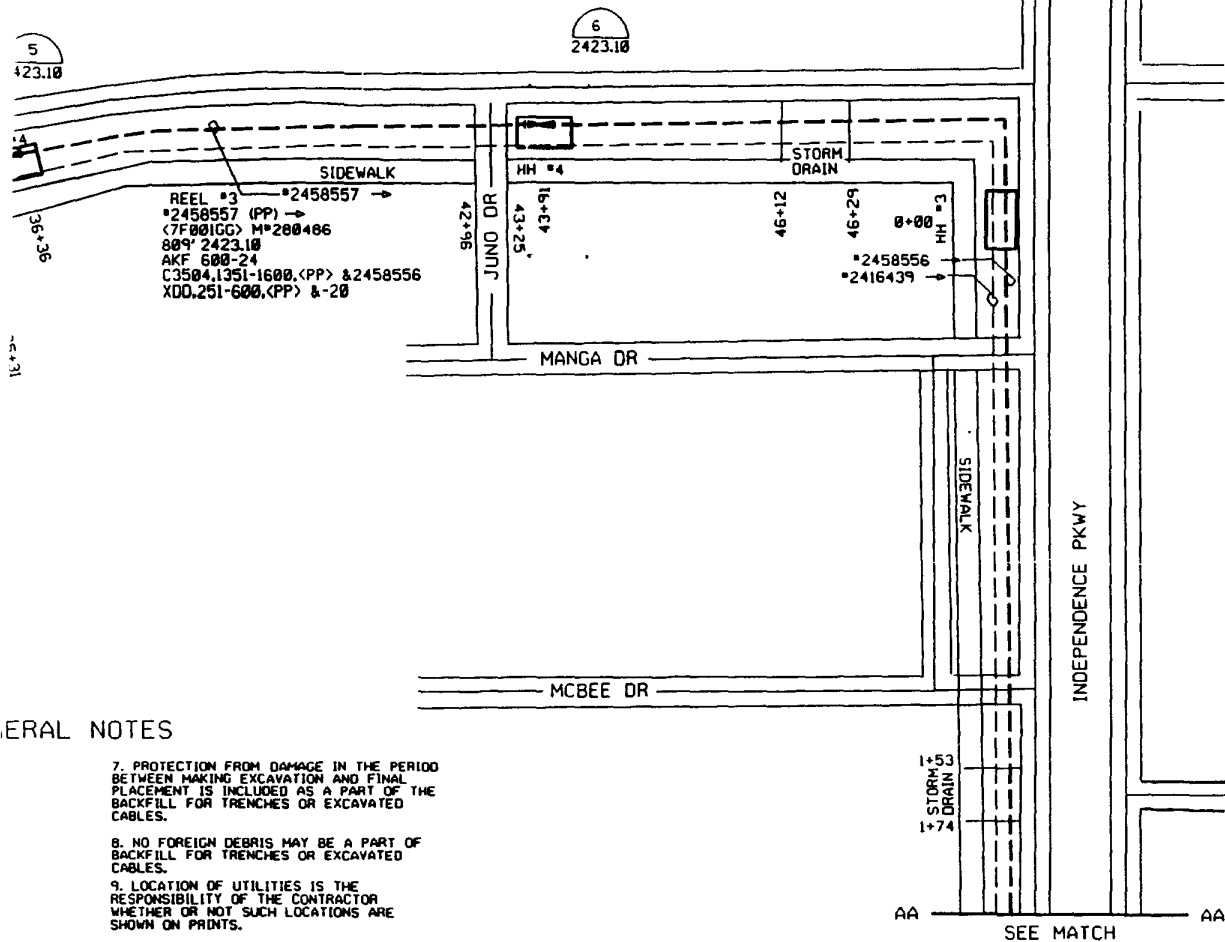 5
423.10
6
2423.10
SIDEWALK
HH #4
STORM
DRAIN
REEL #3
#2458557 →
#2458557 (PP) →
<7F001GG> M#280486
809' 2423.10
AKF 600-24
C3504,1351-1600,<PP> &2458556
XDD,251-600,<PP> &-20
36+36
42+96
JUNO DR
43+25
43+91
46+12
46+29
0+00
HH #3
#2458556
#2416439
MANGA DR
SIDEWALK
INDEPENDENCE PKWY
MCBEE DR
ERAL NOTES
7. PROTECTION FROM DAMAGE IN THE PERIOD
BETWEEN MAKING EXCAVATION AND FINAL
PLACEMENT IS INCLUDED AS A PART OF THE
BACKFILL FOR TRENCHES OR EXCAVATED
CABLES.
8. NO FOREIGN DEBRIS MAY BE A PART OF
BACKFILL FOR TRENCHES OR EXCAVATED
CABLES.
9. LOCATION OF UTILITIES IS THE
RESPONSIBILITY OF THE CONTRACTOR
WHETHER OR NOT SUCH LOCATIONS ARE
SHOWN ON PRINTS.
1+53
STORM
DRAIN
1+74
AA
AA
SEE MATCH